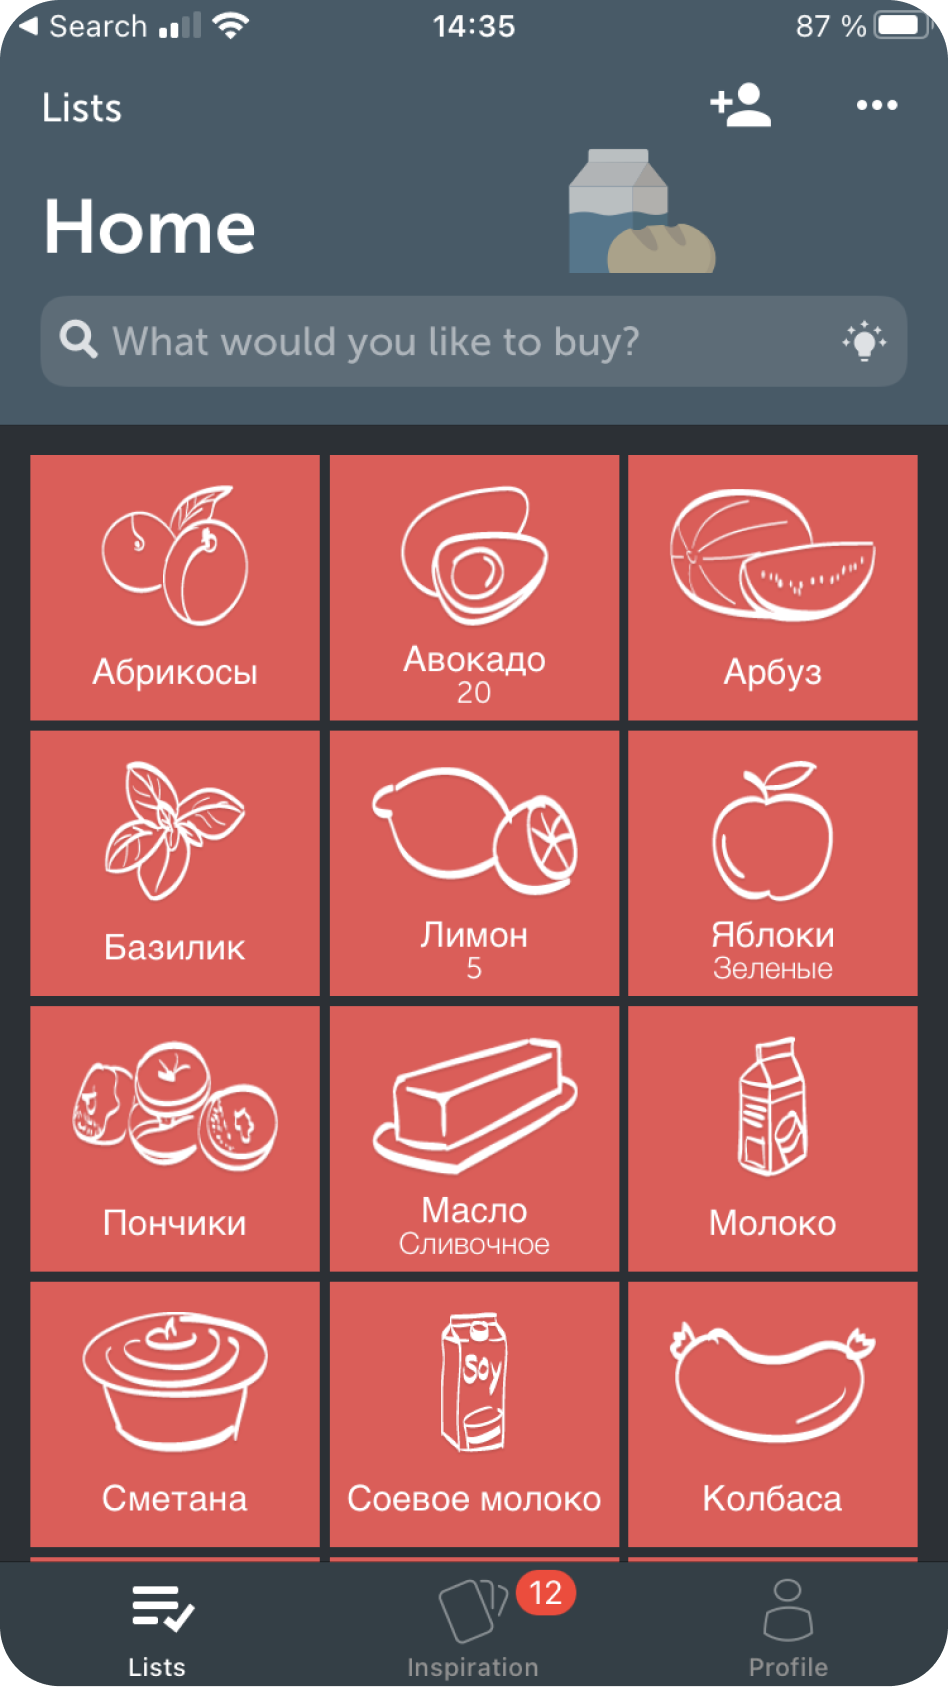 Search 14:35 87 %
Lists
Home
What would you like to buy?
Абрикосы
Авокадо
20
Арбуз
Базилик
Лимон
5
Яблоки
Зеленые
Пончики
Масло
Сливочное
Молоко
Сметана
Soy
Соевое молоко
Колбаса
12
Lists
Inspiration
Profile